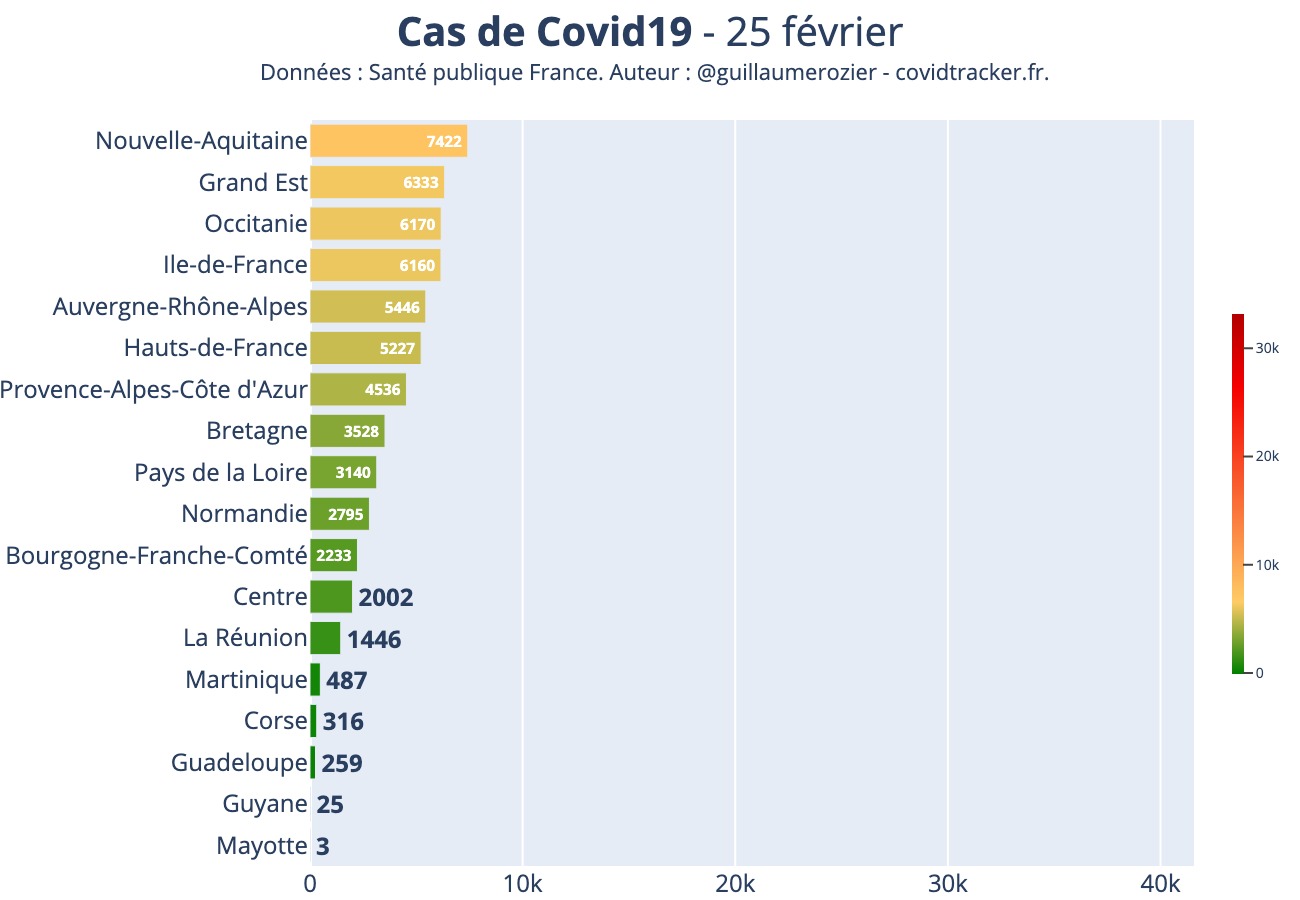 Cas de Covid19 - 25 février
Données : Santé publique France. Auteur : @guillaumerozier - covidtracker.fr.
Nouvelle-Aquitaine 7422
Grand Est 6333
Occitanie 6170
Ile-de-France 6160
Auvergne-Rhône-Alpes 5446
Hauts-de-France 5227
Provence-Alpes-Côte d'Azur 4536
Bretagne 3528
Pays de la Loire 3140
Normandie 2795
Bourgogne-Franche-Comté 2233
Centre 2002
La Réunion 1446
Martinique 487
Corse 316
Guadeloupe 259
Guyane 25
Mayotte 3
0 10k 20k 30k 40k
30k
20k
10k
0